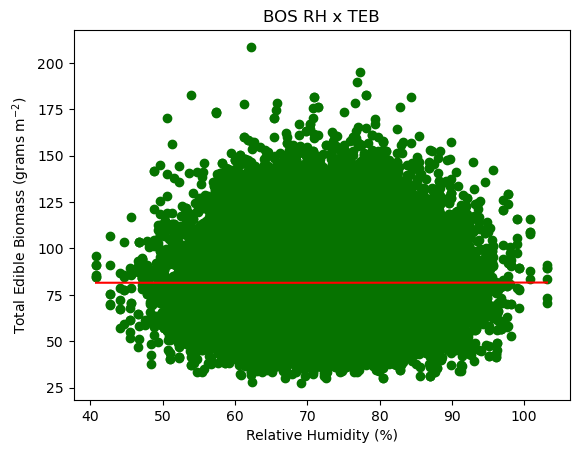 BOS RH x TEB
Total Edible Biomass (grams m⁻²)
200
175
150
125
100
75
50
25
40 50 60 70 80 90 100
Relative Humidity (%)